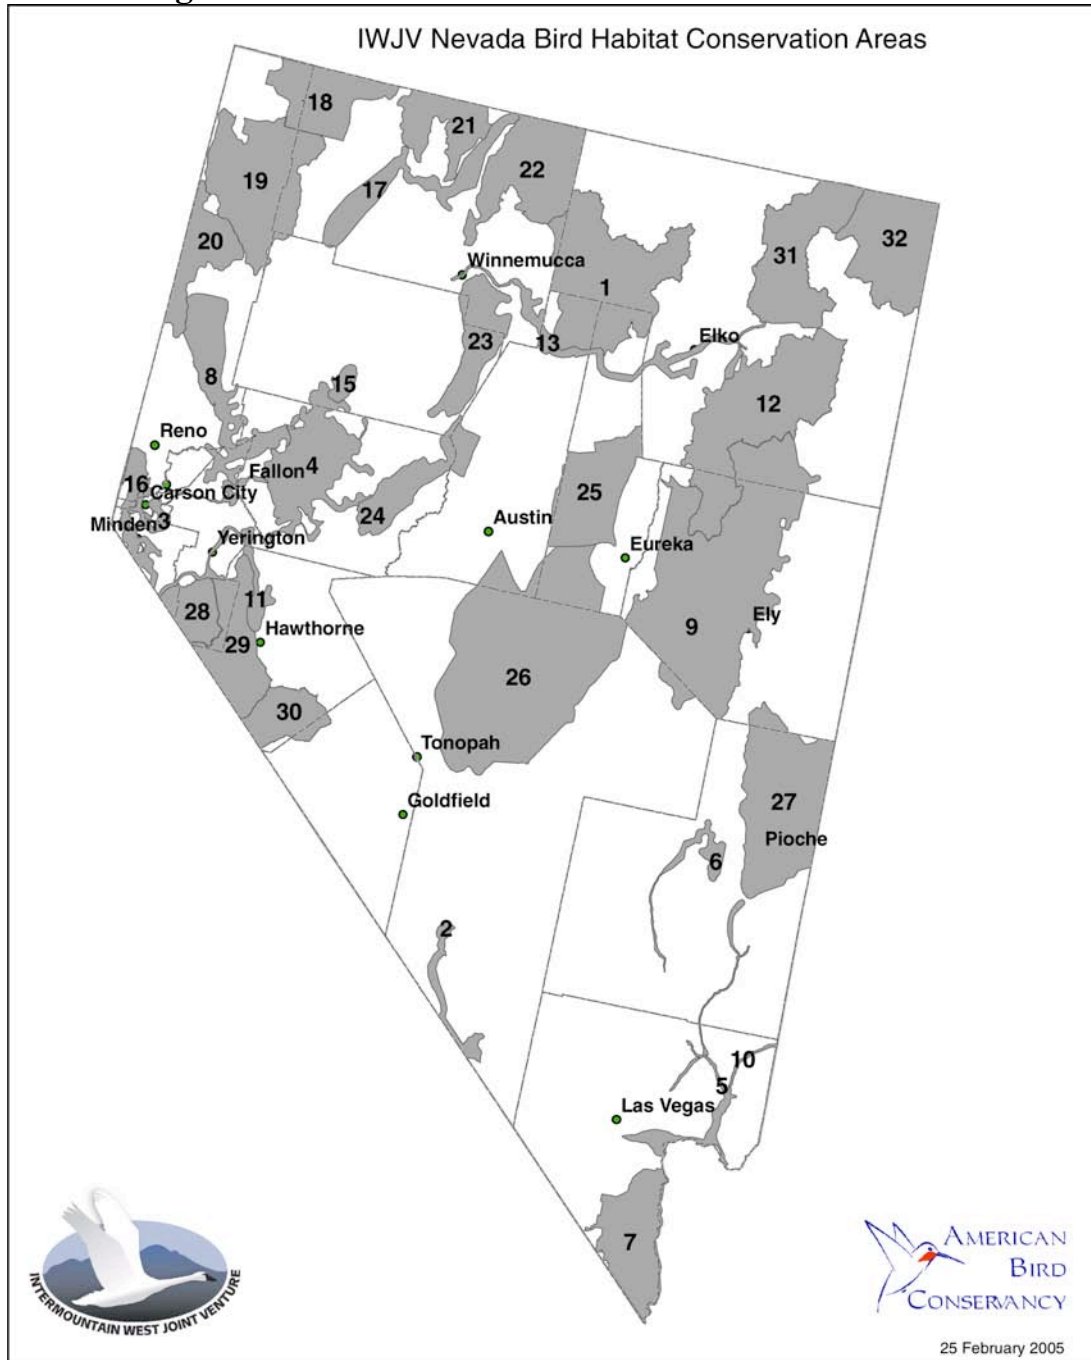 IWJV Nevada Bird Habitat Conservation Areas
18
21
22
17
19
20
32
31
Winnemucca
1
Elko
13
23
8
15
12
Reno
Fallon 4
16
Carson City
25
24
Austin
Minden 3
Yerington
Eureka
28
11
Hawthorne
29
9
Ely
26
30
Tonopah
27
Goldfield
Pioche
6
2
10
5
Las Vegas
7
INTERMOUNTAIN WEST JOINT VENTURE
AMERICAN
BIRD
CONSERVANCY
25 February 2005